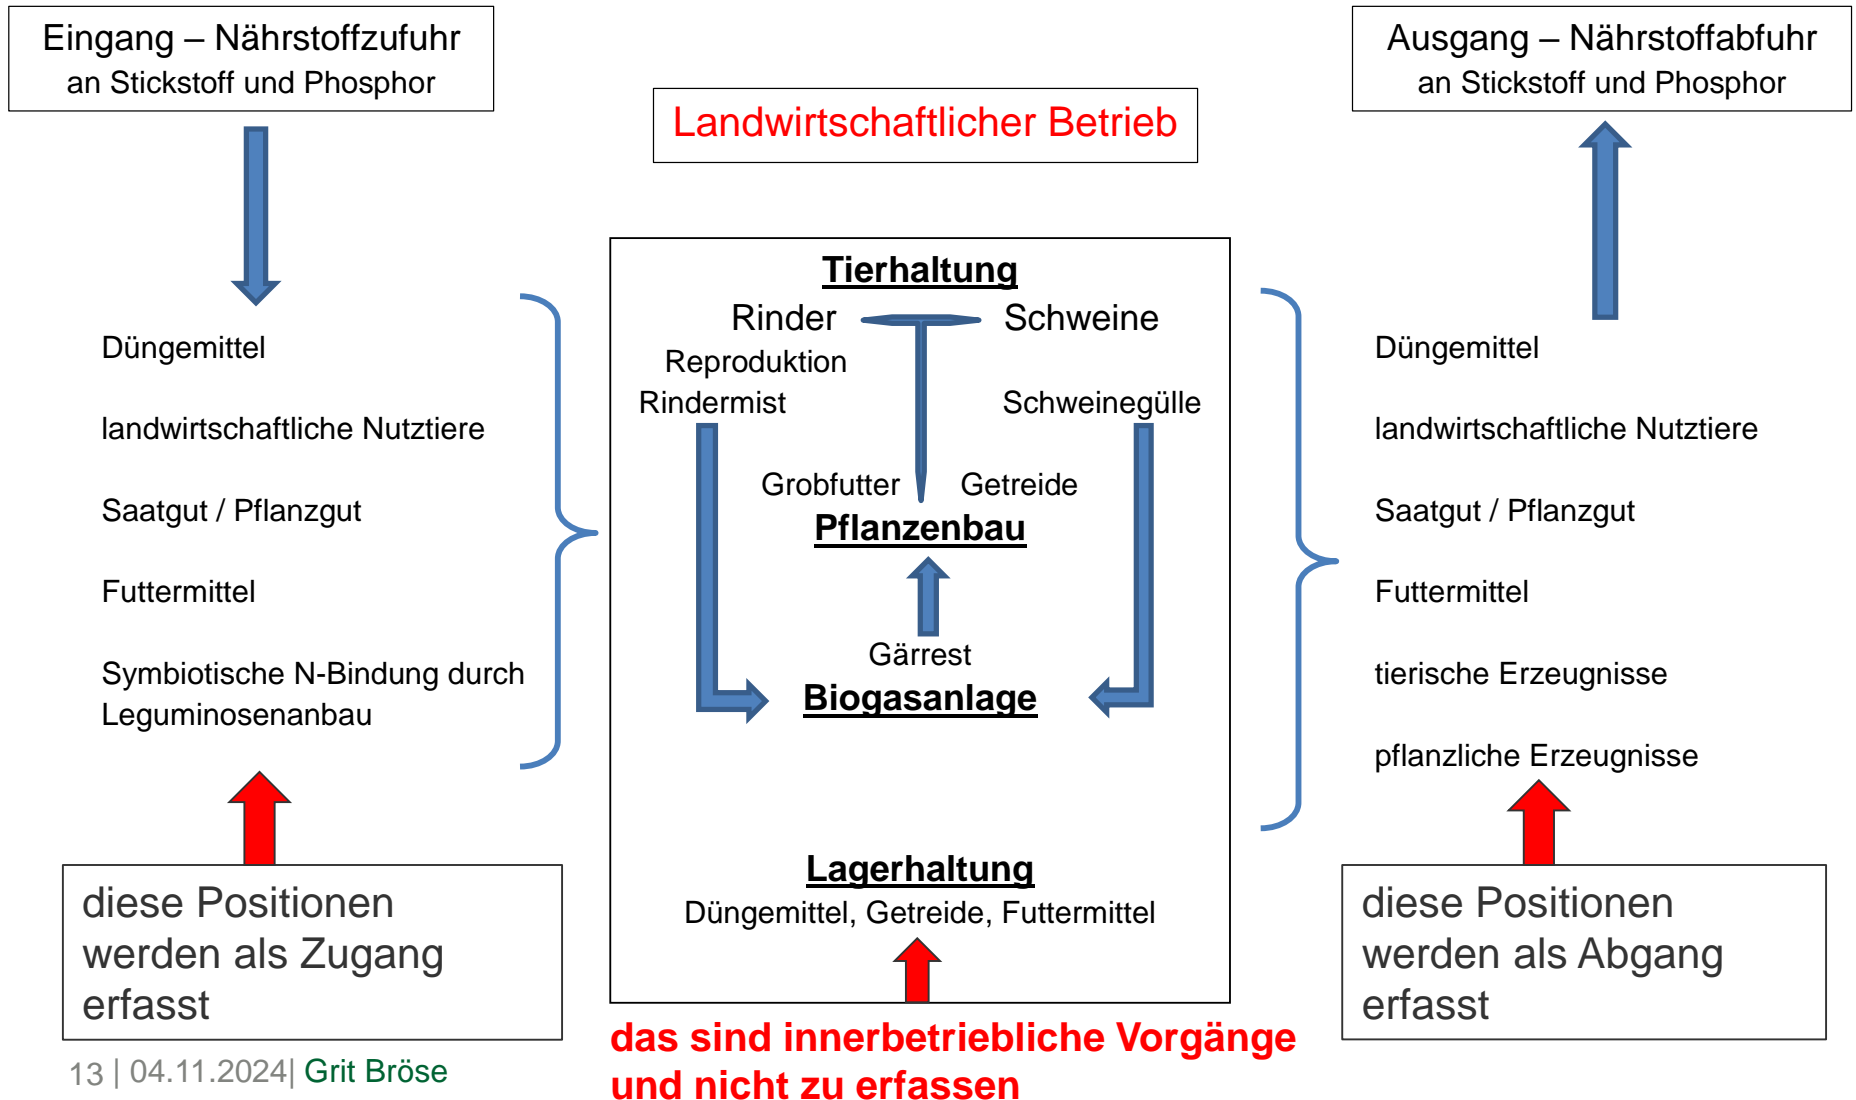 Eingang – Nährstoffzufuhr
an Stickstoff und Phosphor
Ausgang – Nährstoffabfuhr
an Stickstoff und Phosphor
Landwirtschaftlicher Betrieb
Düngemittel
landwirtschaftliche Nutztiere
Saatgut / Pflanzgut
Futtermittel
Symbiotische N-Bindung durch
Leguminosenanbau
diese Positionen
werden als Zugang
erfasst
Tierhaltung
Rinder
Schweine
Reproduktion
Rindermist
Schweinegülle
Grobfutter
Getreide
Pflanzenbau
Gärrest
Biogasanlage
Lagerhaltung
Düngemittel, Getreide, Futtermittel
das sind innerbetriebliche Vorgänge
und nicht zu erfassen
Düngemittel
landwirtschaftliche Nutztiere
Saatgut / Pflanzgut
Futtermittel
tierische Erzeugnisse
pflanzliche Erzeugnisse
diese Positionen
werden als Abgang
erfasst
13 | 04.11.2024| Grit Bröse